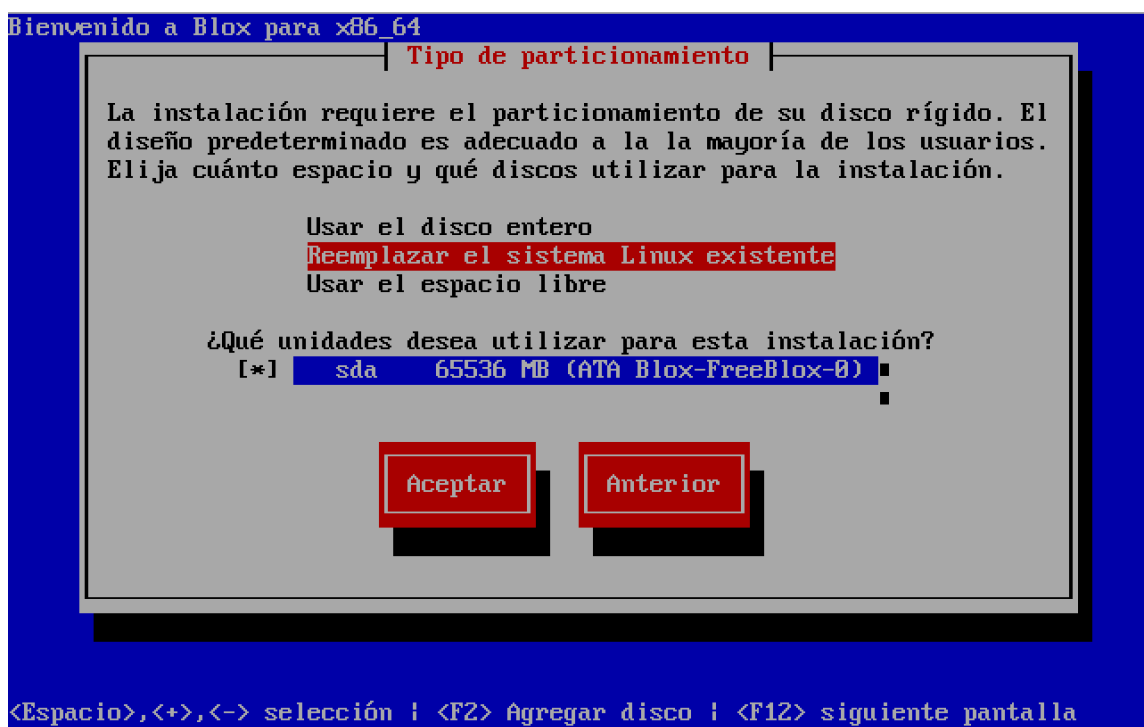 Bienvenido a Blox para x86_64
Tipo de particionamiento
La instalación requiere el particionamiento de su disco rígido. El
diseño predeterminado es adecuado a la la mayoría de los usuarios.
Elija cuánto espacio y qué discos utilizar para la instalación.
Usar el disco entero
Reemplazar el sistema Linux existente
Usar el espacio libre
¿Qué unidades desea utilizar para esta instalación?
[*] sda 65536 MB (ATA Blox-FreeBlox-0)
Aceptar Anterior
<Espacio>,<+>,<-> selección ¦ <F2> Agregar disco ¦ <F12> siguiente pantalla